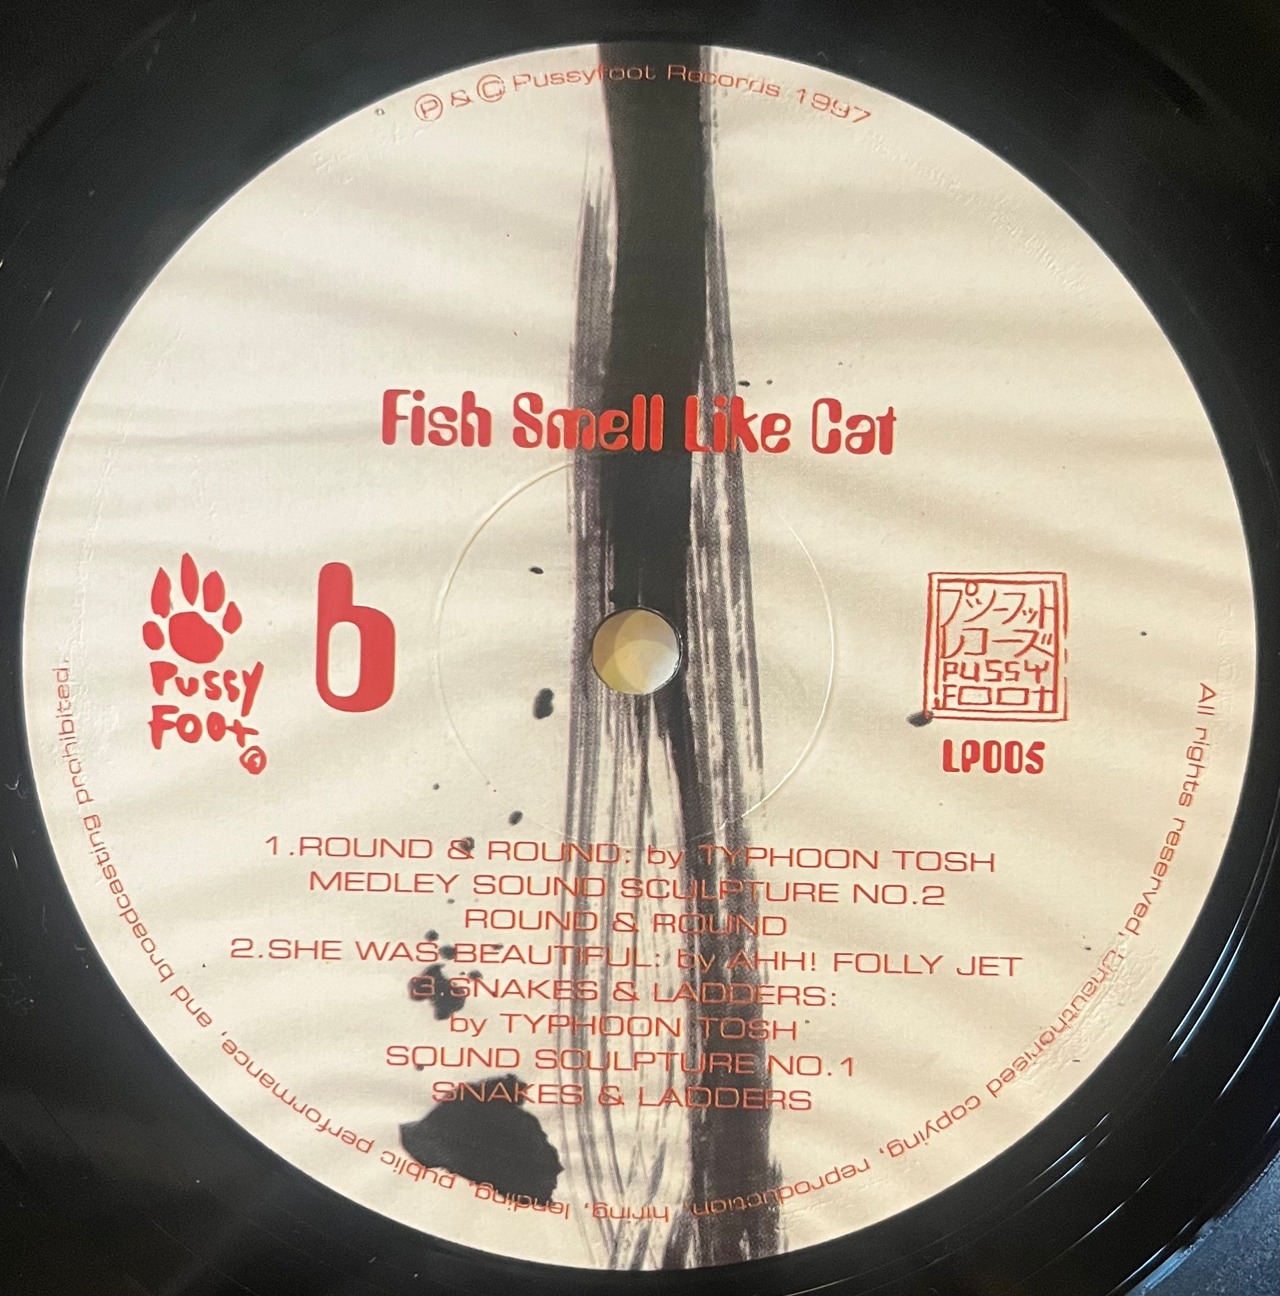 Ⓟ & Ⓒ Pussyfoot Records 1997
Fish Smell Like Cat
Pussy
Foot
©
b
プッシーフット
レコーズ
PUSSY
FOOT
LP005
1.ROUND & ROUND: by TYPHOON TOSH
MEDLEY SOUND SCULPTURE NO.2
ROUND & ROUND
2.SHE WAS BEAUTIFUL: by AHH! FOLLY JET
3.SNAKES & LADDERS:
by TYPHOON TOSH
SOUND SCULPTURE NO.1
SNAKES & LADDERS
All rights reserved, Unauthorised copying, reproduction, hiring, lending, public performance, and broadcasting prohibited.